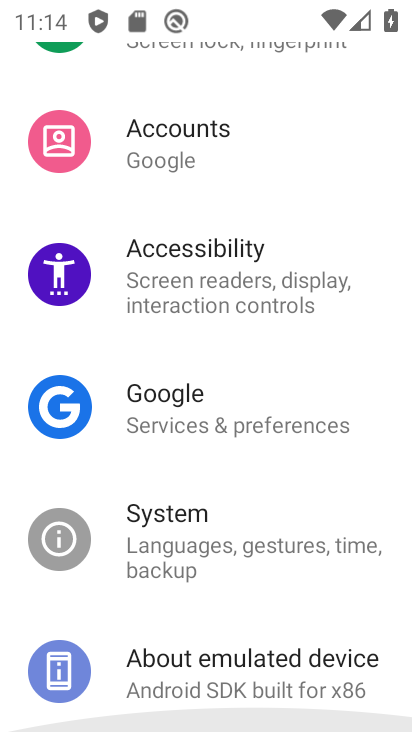 11:14
Screen lock, fingerprint
Accounts
Google
Accessibility
Screen readers, display,
interaction controls
Google
Services & preferences
System
Languages, gestures, time,
backup
About emulated device
Android SDK built for x86